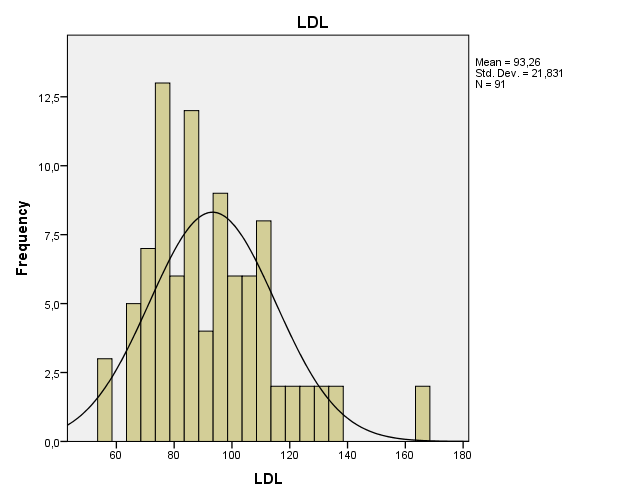 LDL
Mean = 93,26
Std. Dev. = 21,831
N = 91
Frequency
12,5
10,0
7,5
5,0
2,5
0,0
60 80 100 120 140 160 180
LDL